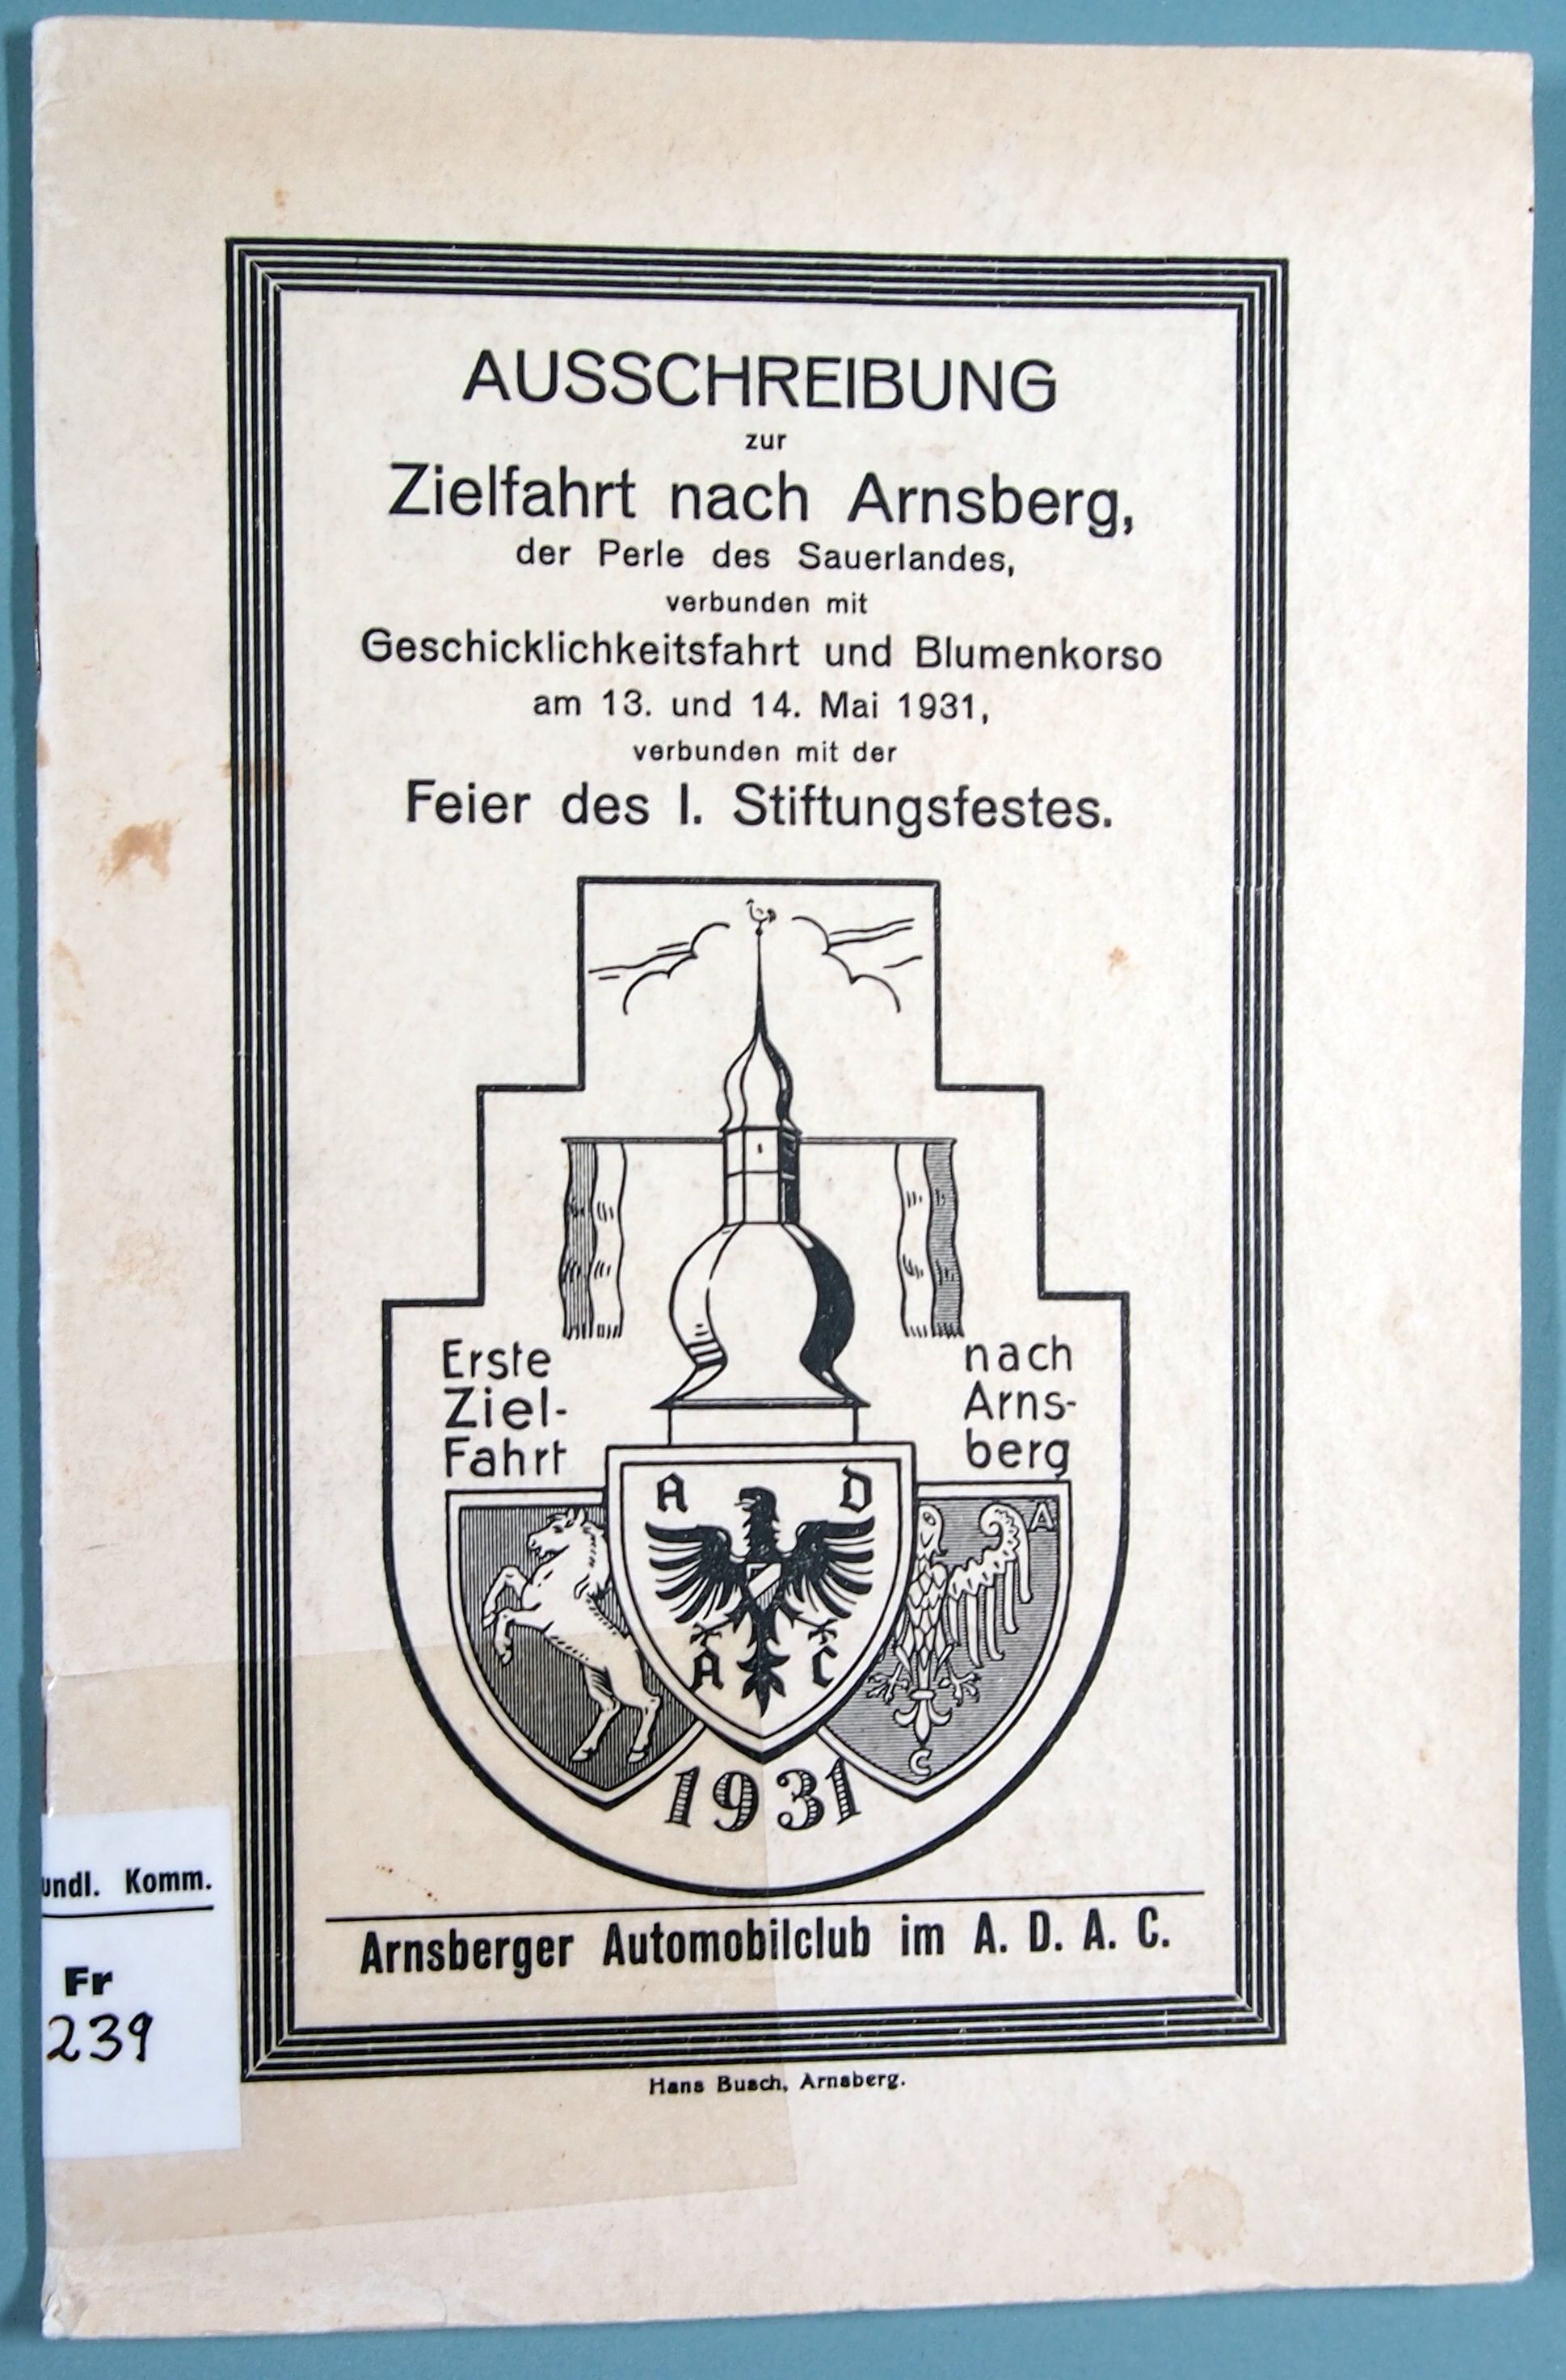 AUSSCHREIBUNG
zur
Zielfahrt nach Arnsberg,
der Perle des Sauerlandes,
verbunden mit
Geschicklichkeitsfahrt und Blumenkorso
am 13. und 14. Mai 1931,
verbunden mit der
Feier des I. Stiftungsfestes.
Erste
Ziel-
Fahrt
nach
Arns-
berg
A D
A C
A
C
1931
Arnsberger Automobilclub im A. D. A. C.
Hans Busch, Arnsberg.
Komm.
Fr
239